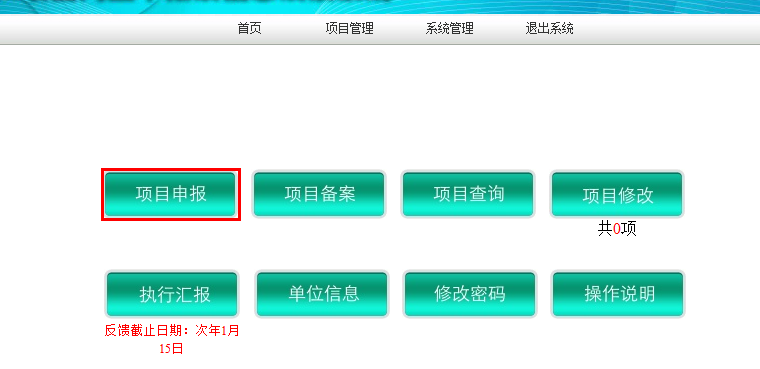 首页 项目管理 系统管理 退出系统
项目申报 项目备案 项目查询 项目修改
共0项
执行汇报 单位信息 修改密码 操作说明
反馈截止日期：次年1月
15日